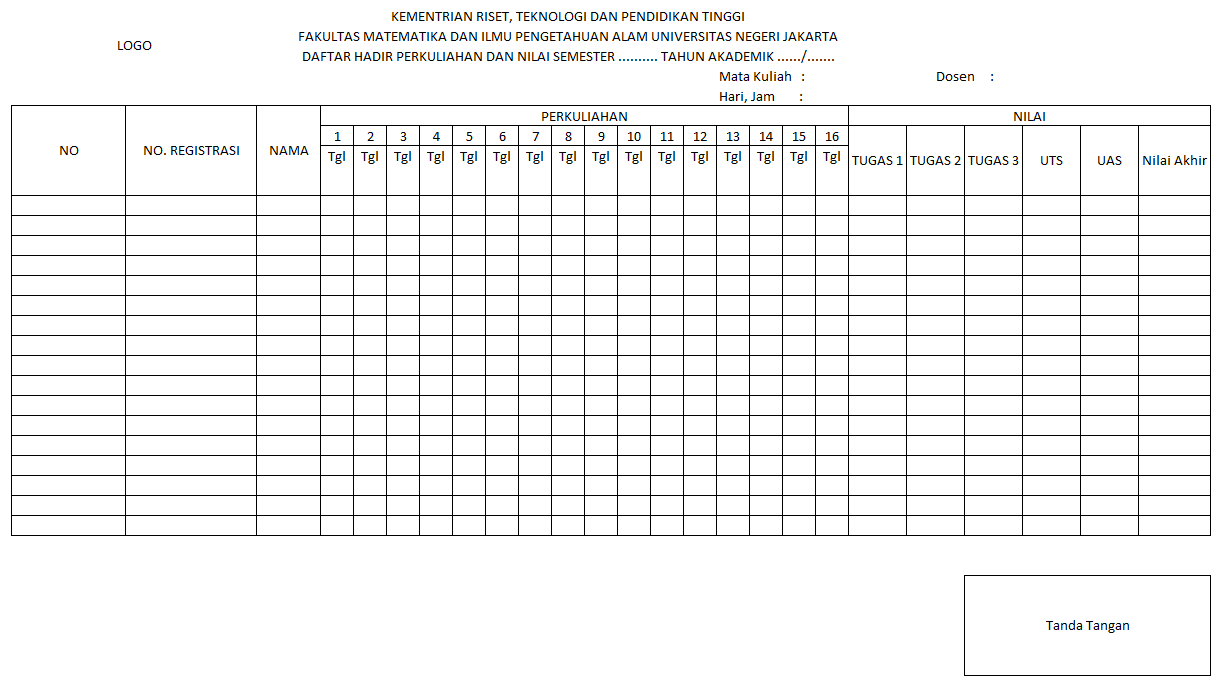 KEMENTRIAN RISET, TEKNOLOGI DAN PENDIDIKAN TINGGI
LOGO
FAKULTAS MATEMATIKA DAN ILMU PENGETAHUAN ALAM UNIVERSITAS NEGERI JAKARTA
DAFTAR HADIR PERKULIAHAN DAN NILAI SEMESTER .......... TAHUN AKADEMIK ....../.......
Mata Kuliah : Dosen :
Hari, Jam :
NO NO. REGISTRASI NAMA PERKULIAHAN NILAI
1 2 3 4 5 6 7 8 9 10 11 12 13 14 15 16
Tgl Tgl Tgl Tgl Tgl Tgl Tgl Tgl Tgl Tgl Tgl Tgl Tgl Tgl Tgl Tgl
TUGAS 1 TUGAS 2 TUGAS 3 UTS UAS Nilai Akhir
Tanda Tangan